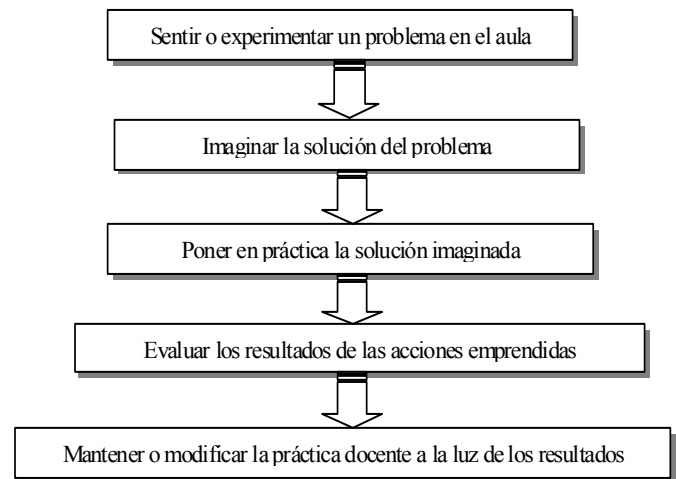 Sentir o experimentar un problema en el aula
Imaginar la solución del problema
Poner en práctica la solución imaginada
Evaluar los resultados de las acciones emprendidas
Mantener o modificar la práctica docente a la luz de los resultados